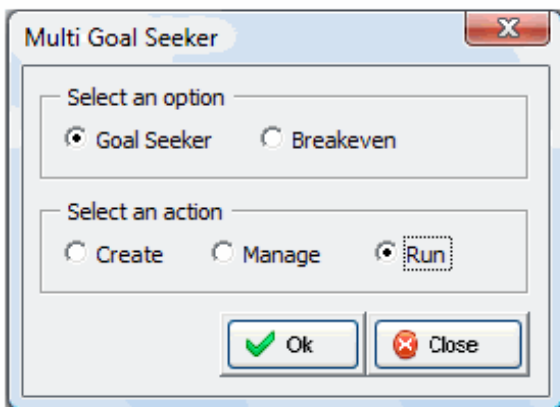 Multi Goal Seeker
Select an option
Goal Seeker Breakeven
Select an action
Create Manage Run
Ok Close